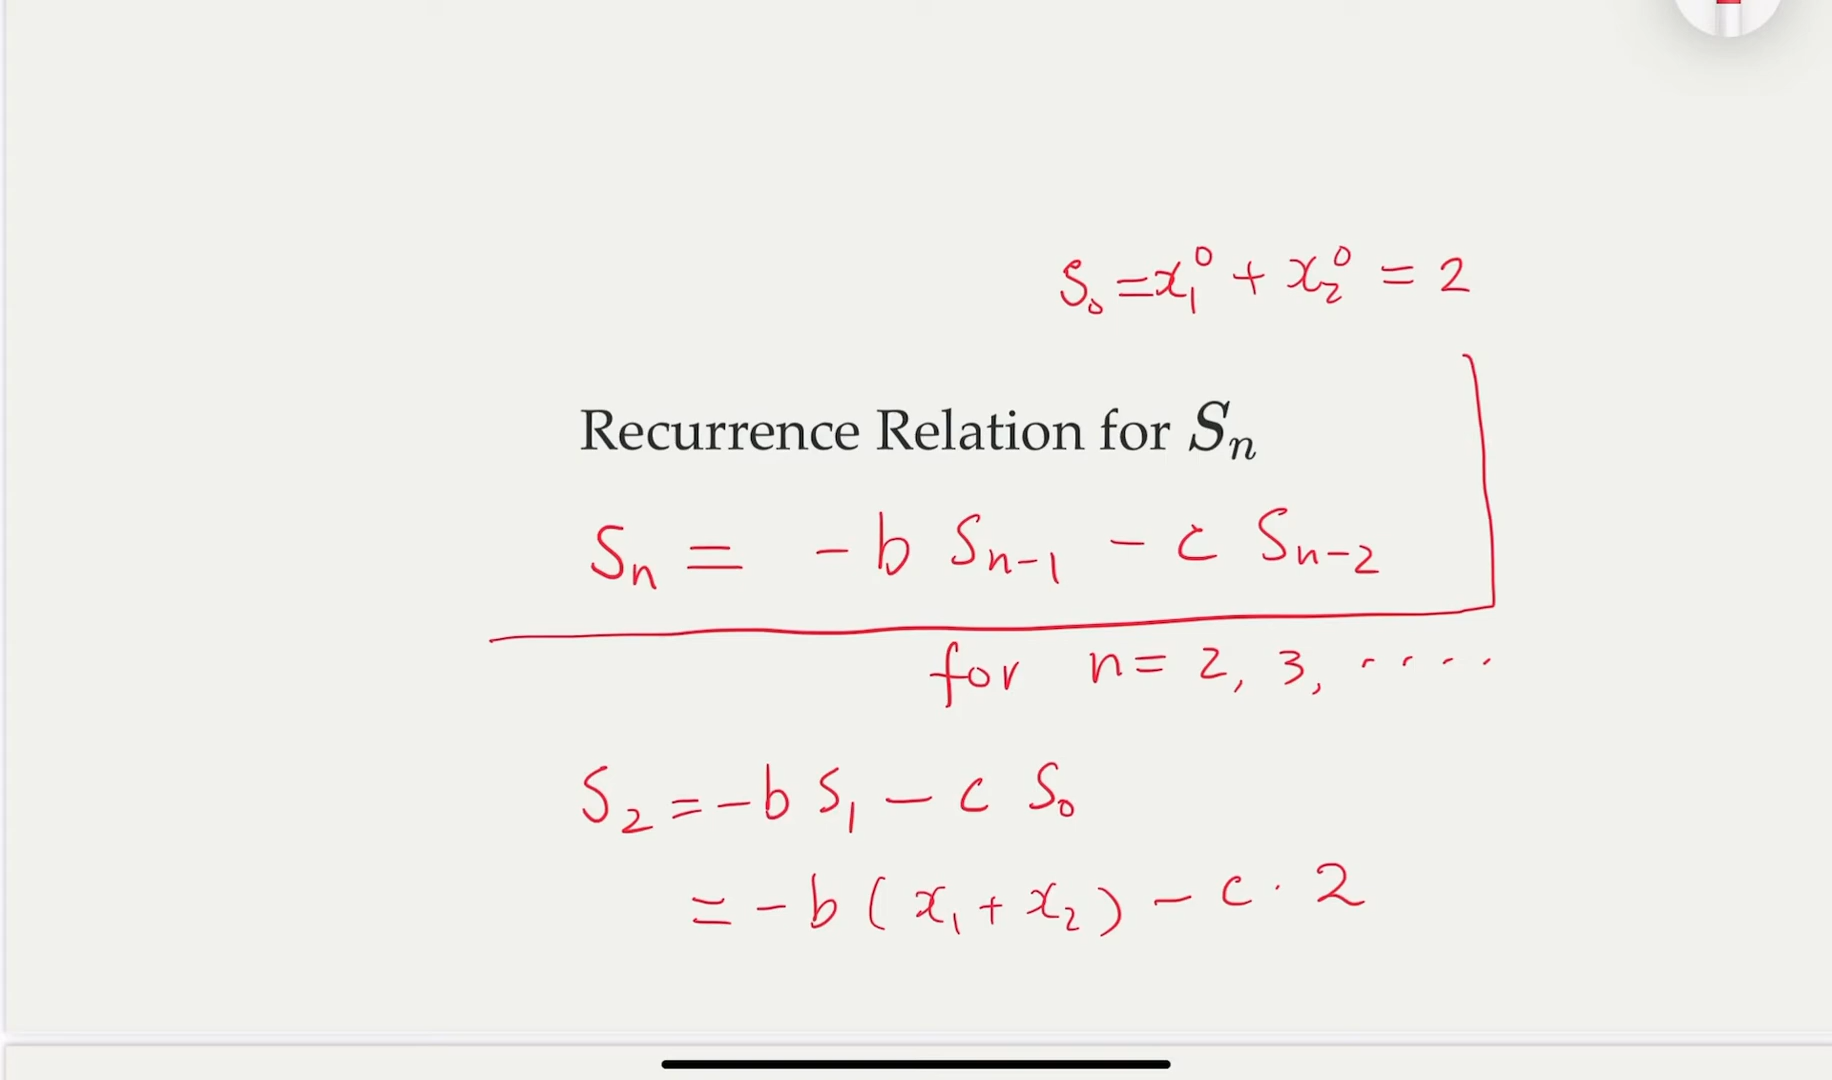 S₀ = x₁⁰ + x₂⁰ = 2
Recurrence Relation for Sₙ
Sₙ = - b Sₙ₋₁ - c Sₙ₋₂
for n = 2, 3, ....
S₂ = - b S₁ - c S₀
= - b ( x₁ + x₂ ) - c · 2